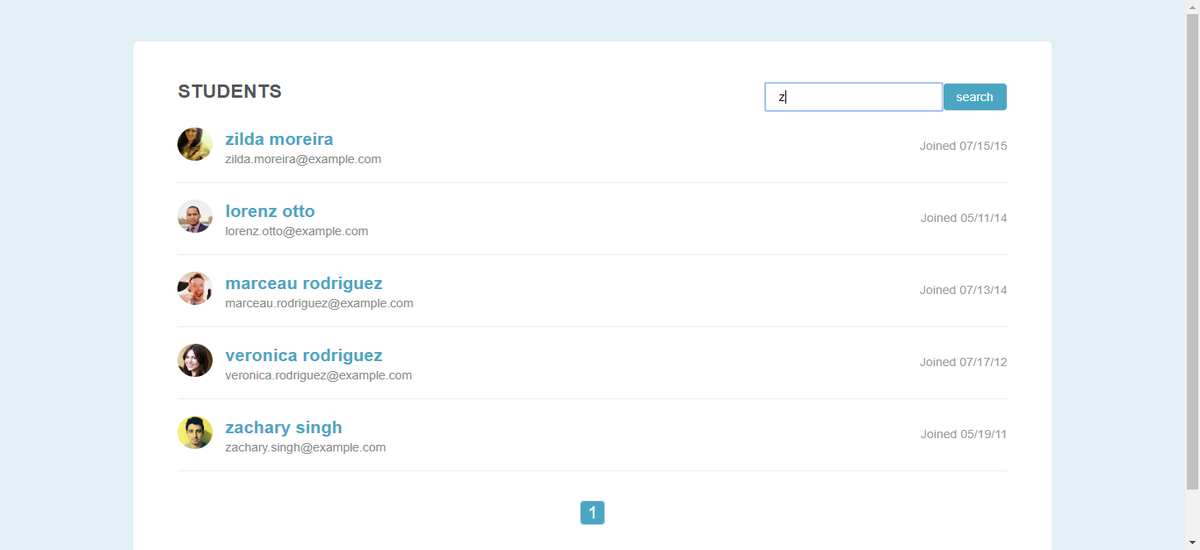 STUDENTS
z
search
zilda moreira
zilda.moreira@example.com
Joined 07/15/15
lorenz otto
lorenz.otto@example.com
Joined 05/11/14
marceau rodriguez
marceau.rodriguez@example.com
Joined 07/13/14
veronica rodriguez
veronica.rodriguez@example.com
Joined 07/17/12
zachary singh
zachary.singh@example.com
Joined 05/19/11
1